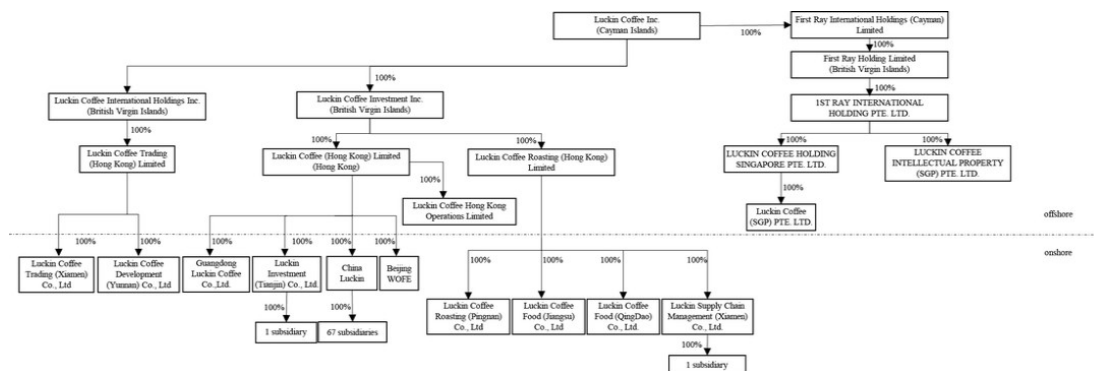 Luckin Coffee Inc.
(Cayman Islands)
100%
First Ray International Holdings (Cayman)
Limited
100%
First Ray Holding Limited
(British Virgin Islands)
100%
100%
100%
Luckin Coffee International Holdings Inc.
(British Virgin Islands)
Luckin Coffee Investment Inc.
(British Virgin Islands)
1ST RAY INTERNATIONAL
HOLDING PTE. LTD.
100%
100%
100%
100%
100%
Luckin Coffee Trading
(Hong Kong) Limited
Luckin Coffee (Hong Kong) Limited
(Hong Kong)
Luckin Coffee Roasting (Hong Kong)
Limited
LUCKIN COFFEE HOLDING
SINGAPORE PTE. LTD.
LUCKIN COFFEE
INTELLECTUAL PROPERTY
(SGP) PTE. LTD.
100%
100%
Luckin Coffee Hong Kong
Operations Limited
Luckin Coffee
(SGP) PTE. LTD.
offshore
100%
100%
100%
100%
100%
100%
onshore
Luckin Coffee
Trading (Xiamen)
Co., Ltd
Luckin Coffee
Development
(Yunnan) Co., Ltd
Guangdong
Luckin Coffee
Co.,Ltd.
Luckin
Investment
(Tianjin) Co., Ltd.
China
Luckin
Beijing
WOFE
100%
100%
100%
100%
100%
100%
1 subsidiary
67 subsidiaries
Luckin Coffee
Roasting (Pingnan)
Co., Ltd
Luckin Coffee
Food (Jiangsu)
Co., Ltd
Luckin Coffee
Food (QingDao)
Co., Ltd.
Luckin Supply Chain
Management (Xiamen)
Co., Ltd.
100%
1 subsidiary